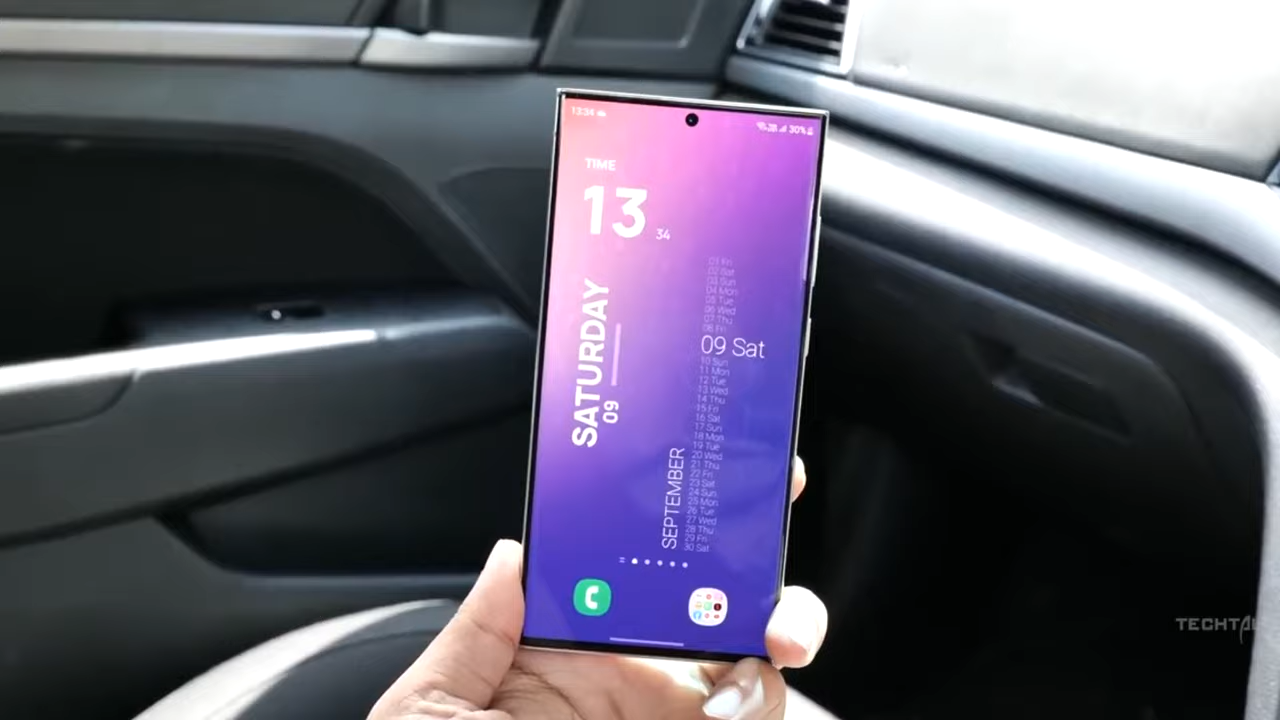 13:34
30%
TIME
13
34
SATURDAY
09
01 Fri
02 Sat
03 Sun
04 Mon
05 Tue
06 Wed
07 Thu
08 Fri
09 Sat
10 Sun
11 Mon
12 Tue
13 Wed
14 Thu
15 Fri
16 Sat
17 Sun
18 Mon
19 Tue
20 Wed
21 Thu
22 Fri
23 Sat
24 Sun
25 Mon
26 Tue
27 Wed
28 Thu
29 Fri
30 Sat
SEPTEMBER